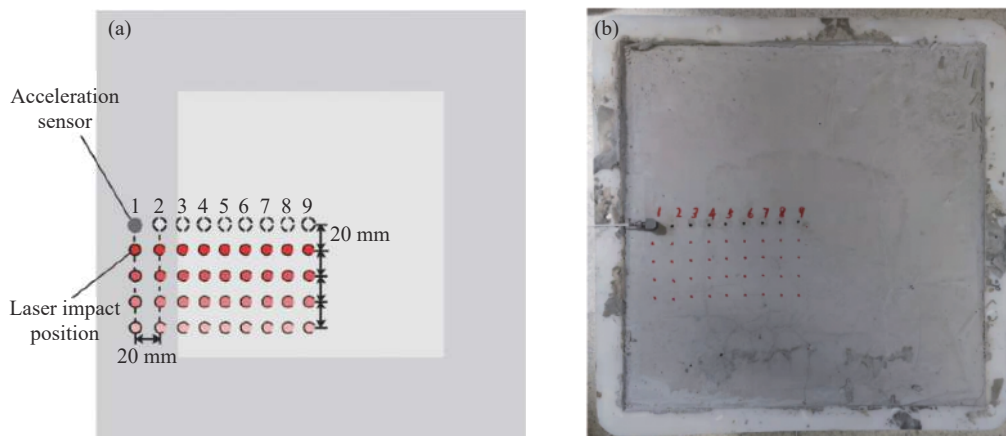 (a)
Acceleration
sensor
1 2 3 4 5 6 7 8 9
20 mm
Laser impact
position
20 mm
(b)
1 2 3 4 5 6 7 8 9